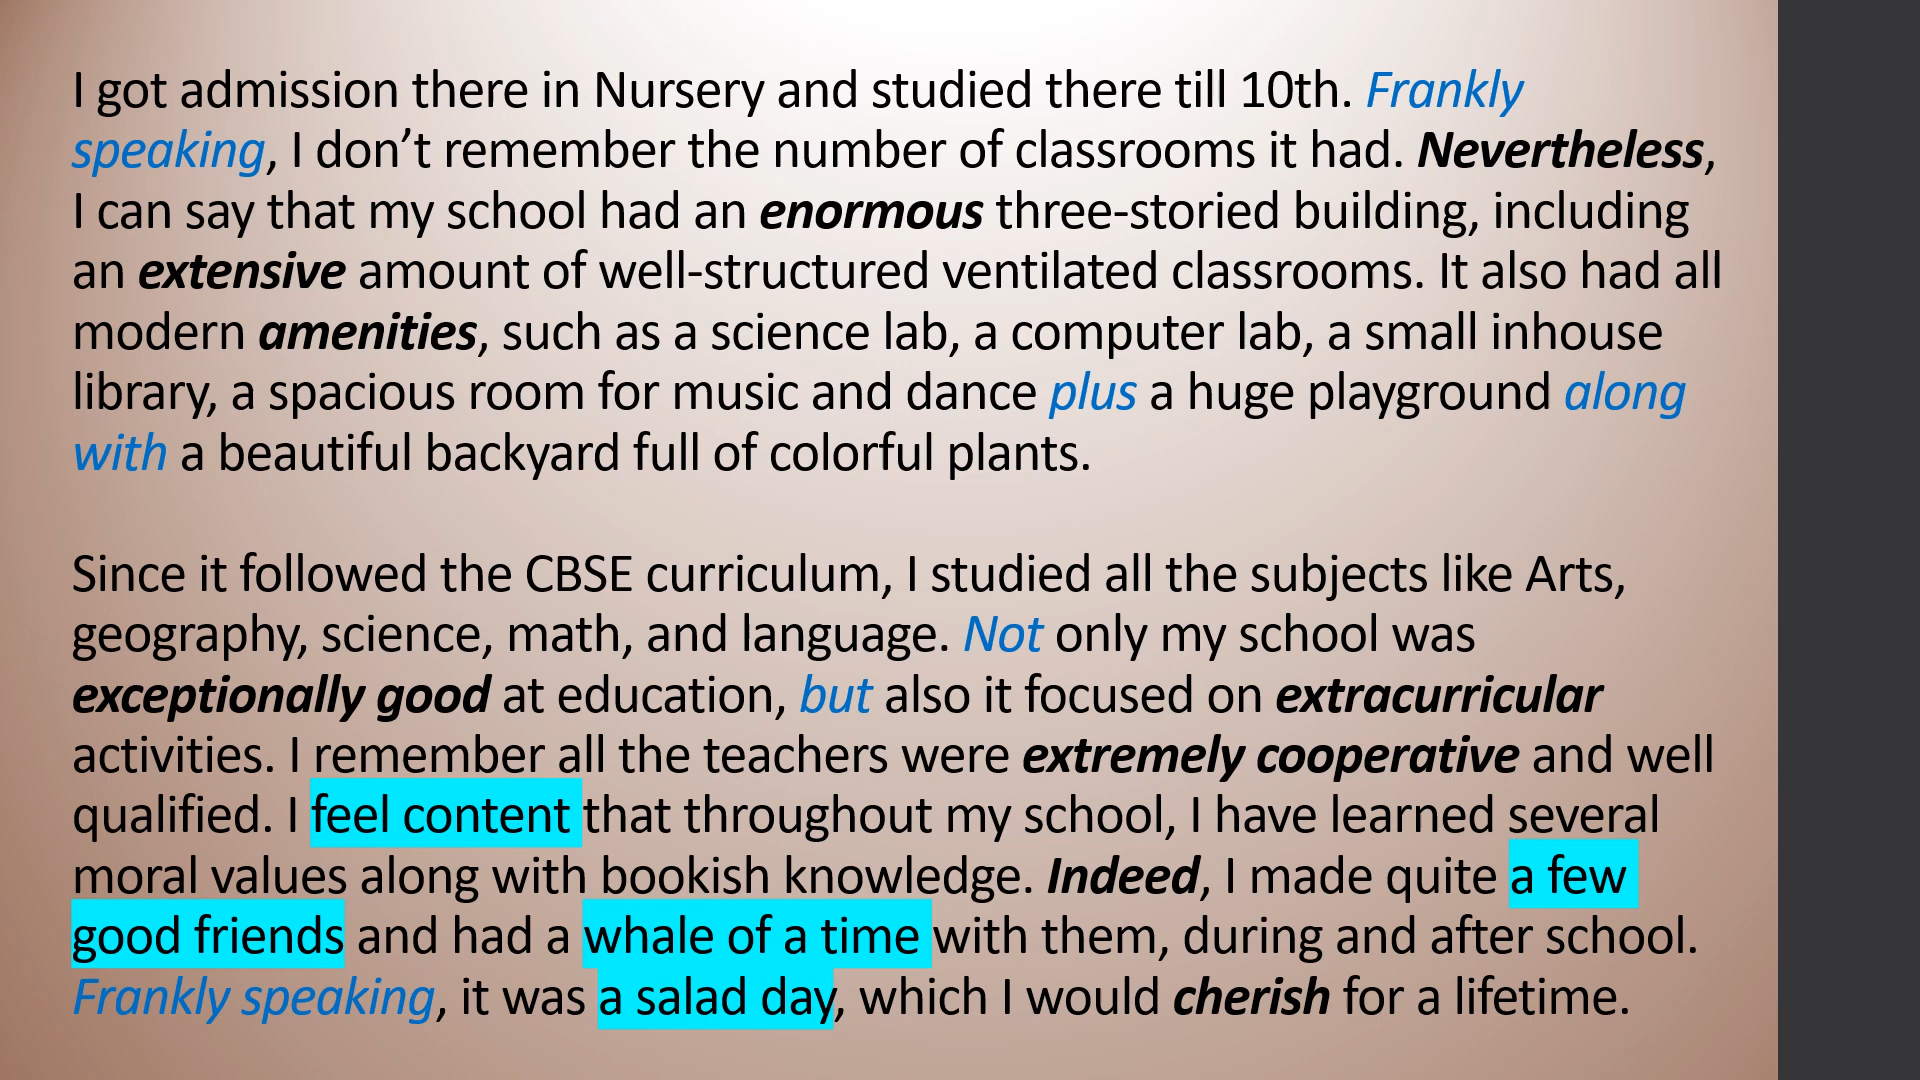 I got admission there in Nursery and studied there till 10th. Frankly
speaking, I don’t remember the number of classrooms it had. Nevertheless,
I can say that my school had an enormous three-storied building, including
an extensive amount of well-structured ventilated classrooms. It also had all
modern amenities, such as a science lab, a computer lab, a small inhouse
library, a spacious room for music and dance plus a huge playground along
with a beautiful backyard full of colorful plants.
Since it followed the CBSE curriculum, I studied all the subjects like Arts,
geography, science, math, and language. Not only my school was
exceptionally good at education, but also it focused on extracurricular
activities. I remember all the teachers were extremely cooperative and well
qualified. I feel content that throughout my school, I have learned several
moral values along with bookish knowledge. Indeed, I made quite a few
good friends and had a whale of a time with them, during and after school.
Frankly speaking, it was a salad day, which I would cherish for a lifetime.